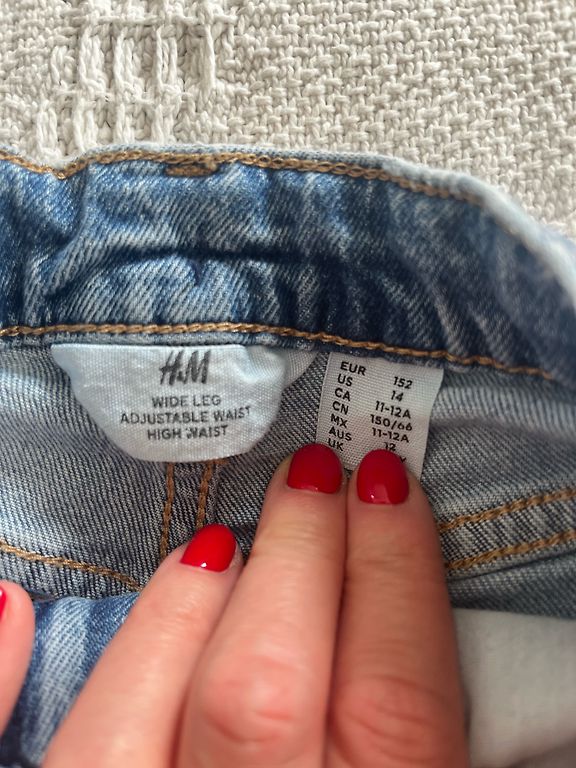 H&M
WIDE LEG
ADJUSTABLE WAIST
HIGH WAIST
EUR 152
US 14
CA 11-12A
CN 150/66
MX 11-12A
AUS 12
UK